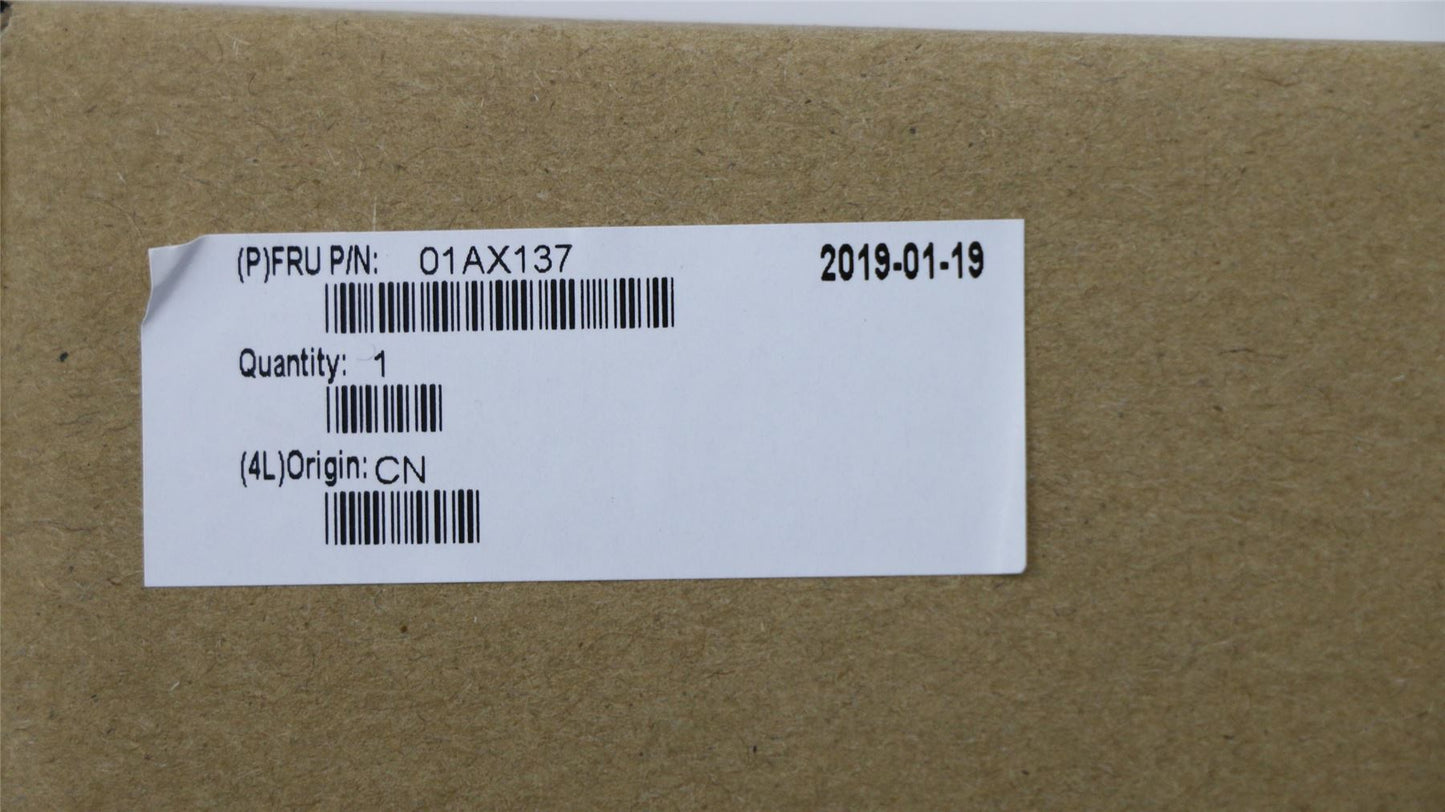 (P)FRU P/N: 01AX137 2019-01-19
Quantity: 1
(4L)Origin: CN